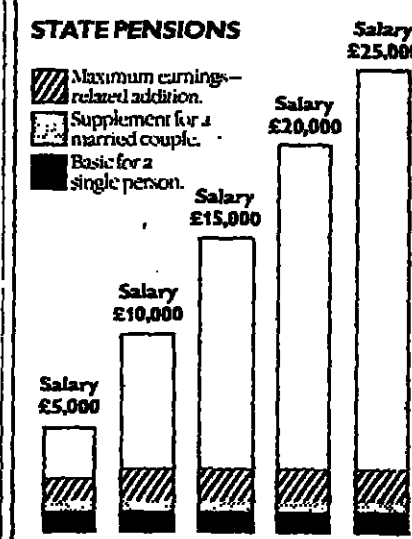 STATE PENSIONS
Maximum earnings–
related addition.
Supplement for a
married couple.
Basic for a
single person.
Salary
£5,000
Salary
£10,000
Salary
£15,000
Salary
£20,000
Salary
£25,000